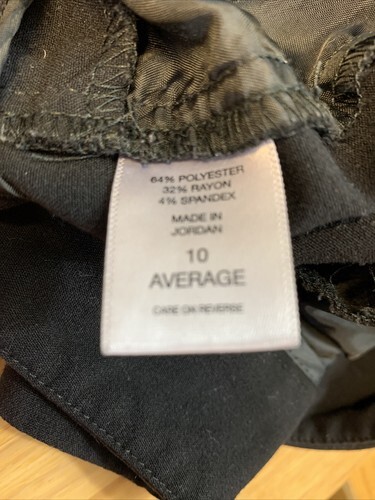 64% POLYESTER
32% RAYON
4% SPANDEX
MADE IN
JORDAN
10
AVERAGE
CARE ON REVERSE